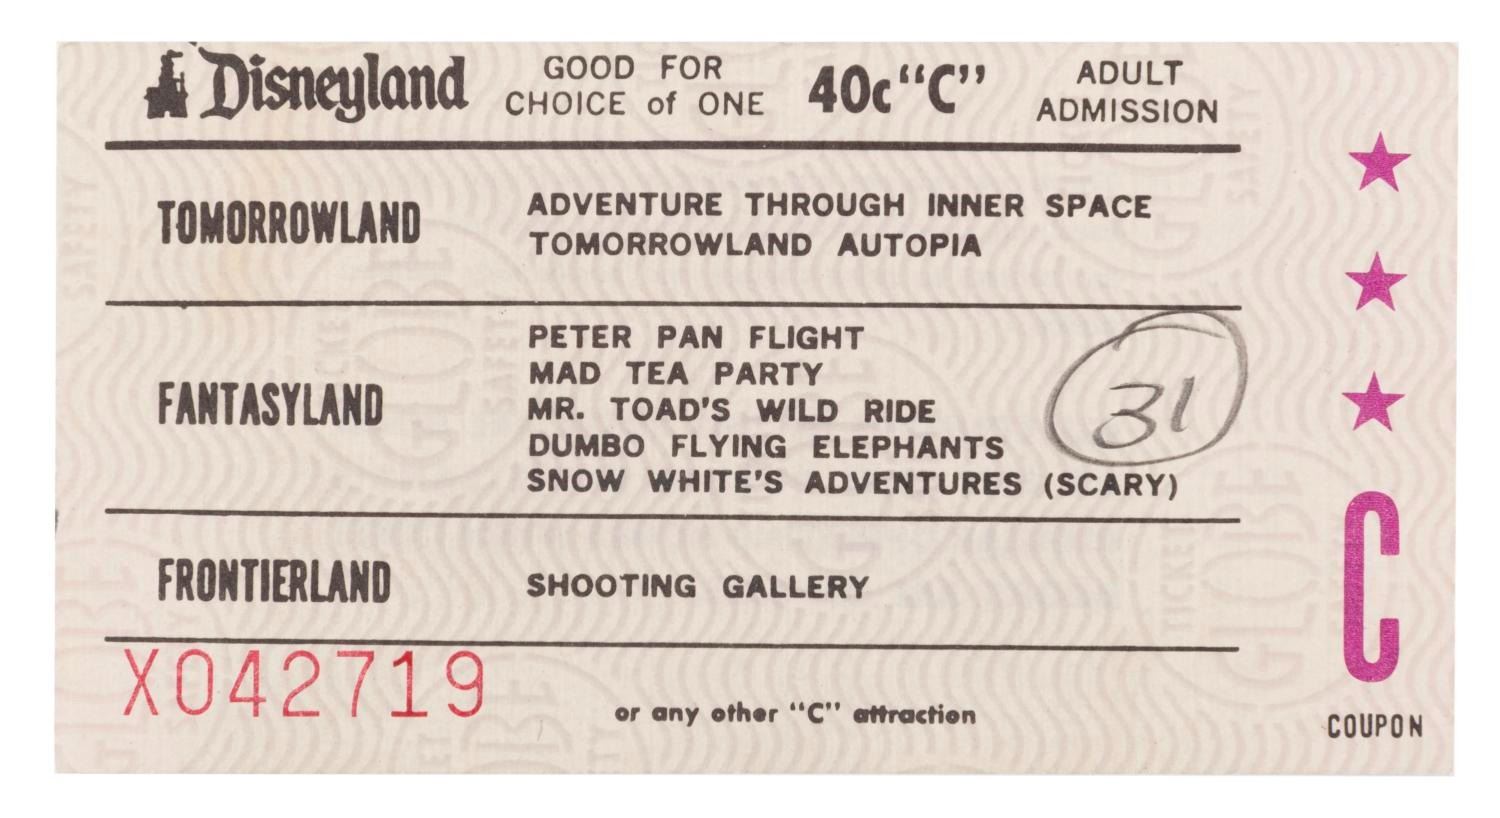 Disneyland GOOD FOR CHOICE of ONE 40c "C" ADULT ADMISSION
TOMORROWLAND
ADVENTURE THROUGH INNER SPACE
TOMORROWLAND AUTOPIA
FANTASYLAND
PETER PAN FLIGHT
MAD TEA PARTY
MR. TOAD'S WILD RIDE
DUMBO FLYING ELEPHANTS
SNOW WHITE'S ADVENTURES (SCARY)
31
FRONTIERLAND
SHOOTING GALLERY
X042719
or any other "C" attraction
C
COUPON